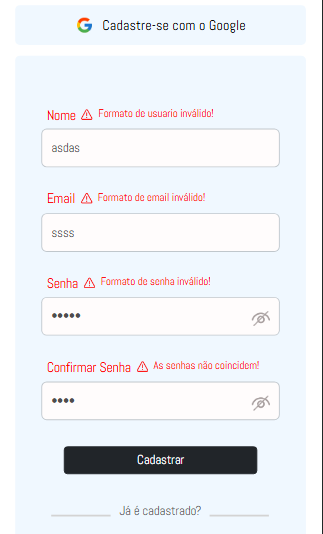 Cadastre-se com o Google
Nome Formato de usuario inválido!
asdas
Email Formato de email inválido!
ssss
Senha Formato de senha inválido!
•••••
Confirmar Senha As senhas não coincidem!
••••
Cadastrar
Já é cadastrado?